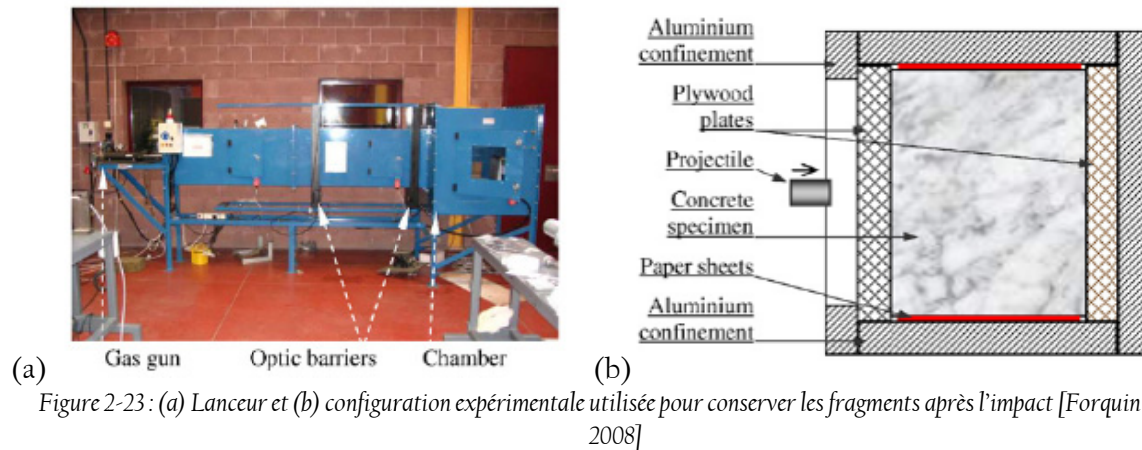 Gas gun
Optic barriers
Chamber
(a)
Aluminium
confinement
Plywood
plates
Projectile
Concrete
specimen
Paper sheets
Aluminium
confinement
(b)
Figure 2-23 : (a) Lanceur et (b) configuration expérimentale utilisée pour conserver les fragments après l'impact [Forquin
2008]